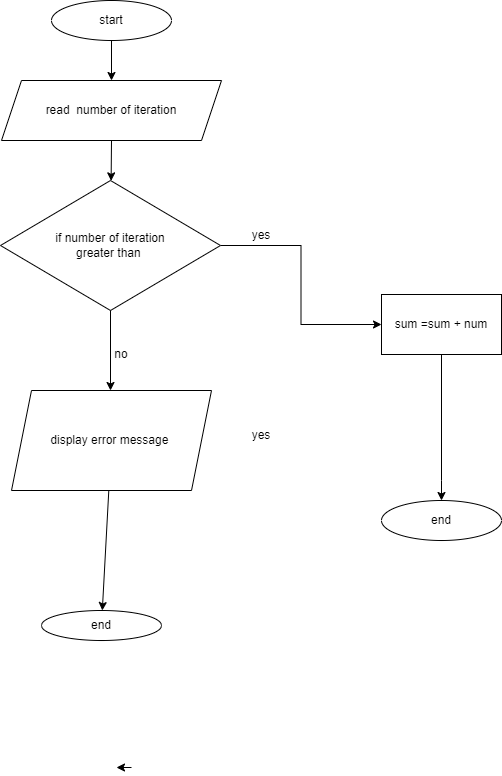 start
read  number of iteration
if number of iteration
greater than
yes
sum =sum + num
no
display error message
yes
end
end